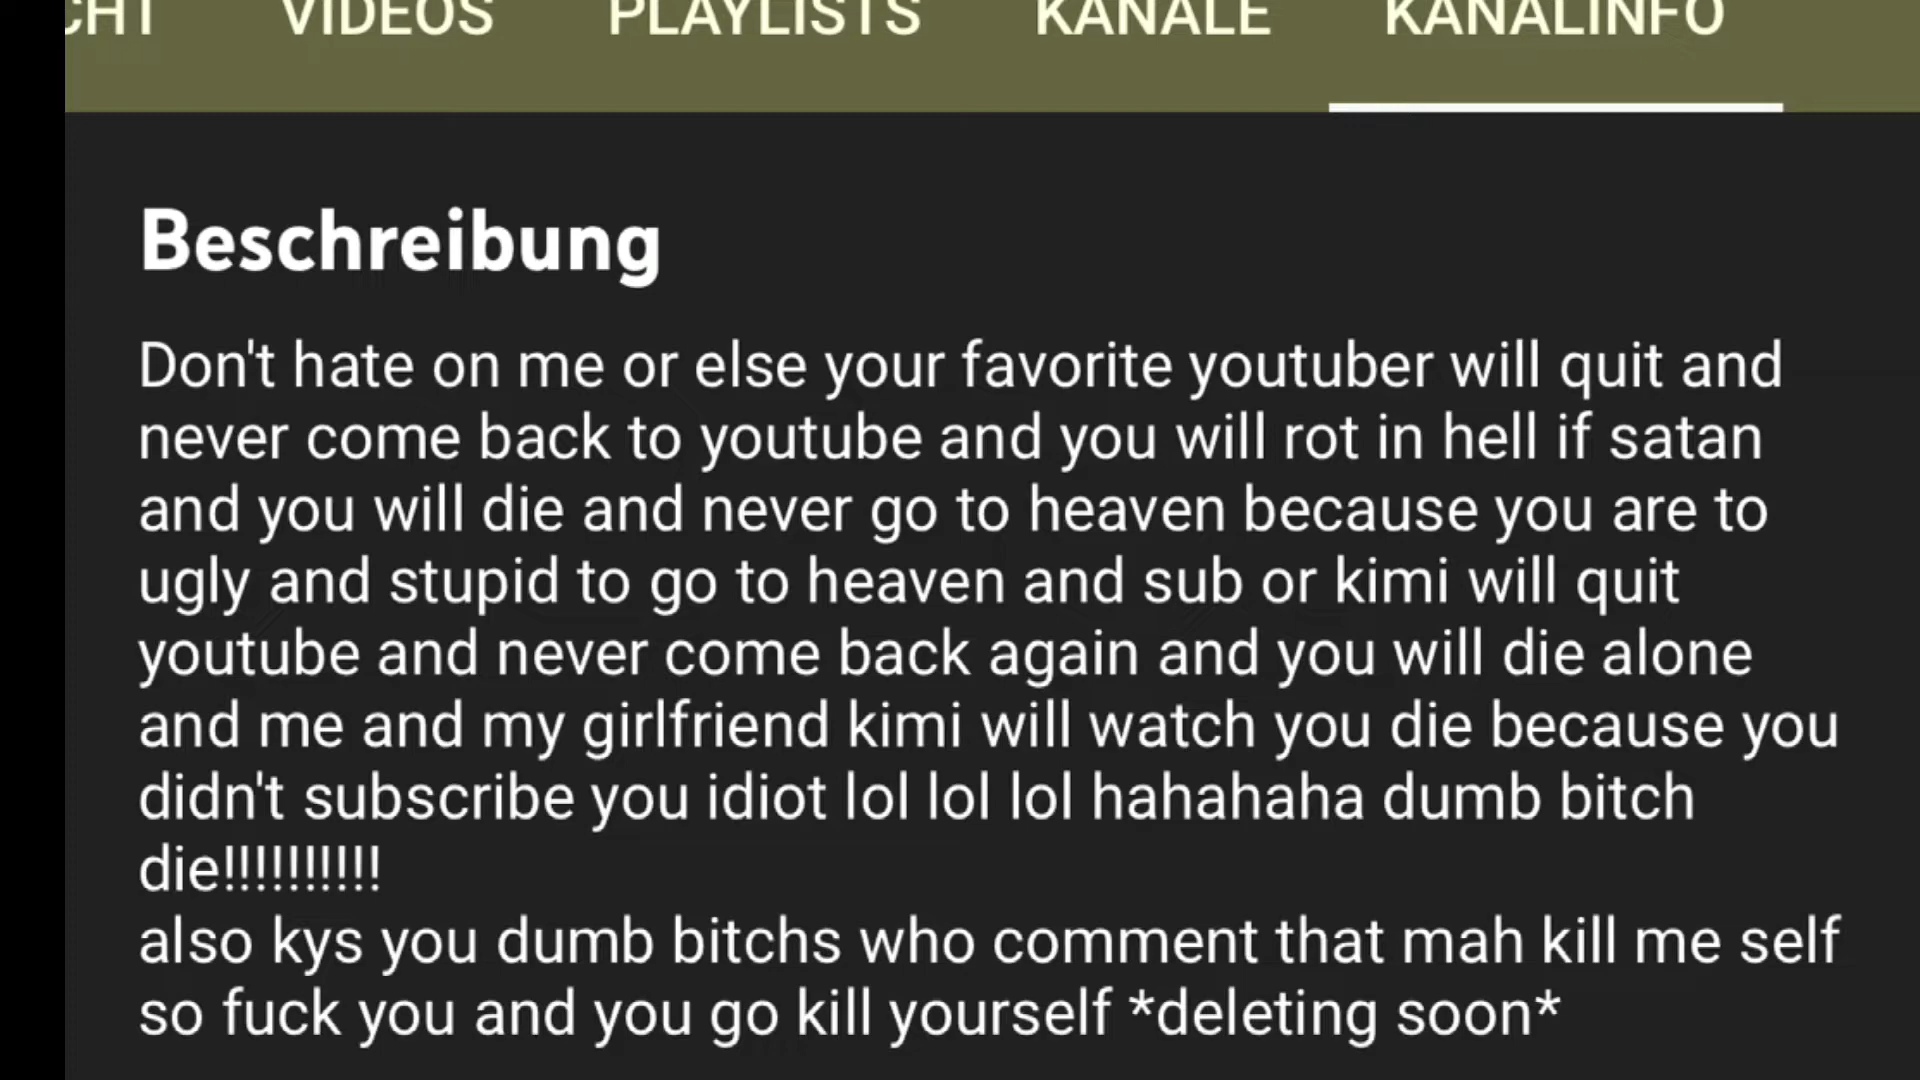 CHT VIDEOS PLAYLISTS KANÄLE KANALINFO
Beschreibung
Don't hate on me or else your favorite youtuber will quit and
never come back to youtube and you will rot in hell if satan
and you will die and never go to heaven because you are to
ugly and stupid to go to heaven and sub or kimi will quit
youtube and never come back again and you will die alone
and me and my girlfriend kimi will watch you die because you
didn't subscribe you idiot lol lol lol hahahaha dumb bitch
die!!!!!!!!!!
also kys you dumb bitchs who comment that mah kill me self
so fuck you and you go kill yourself *deleting soon*